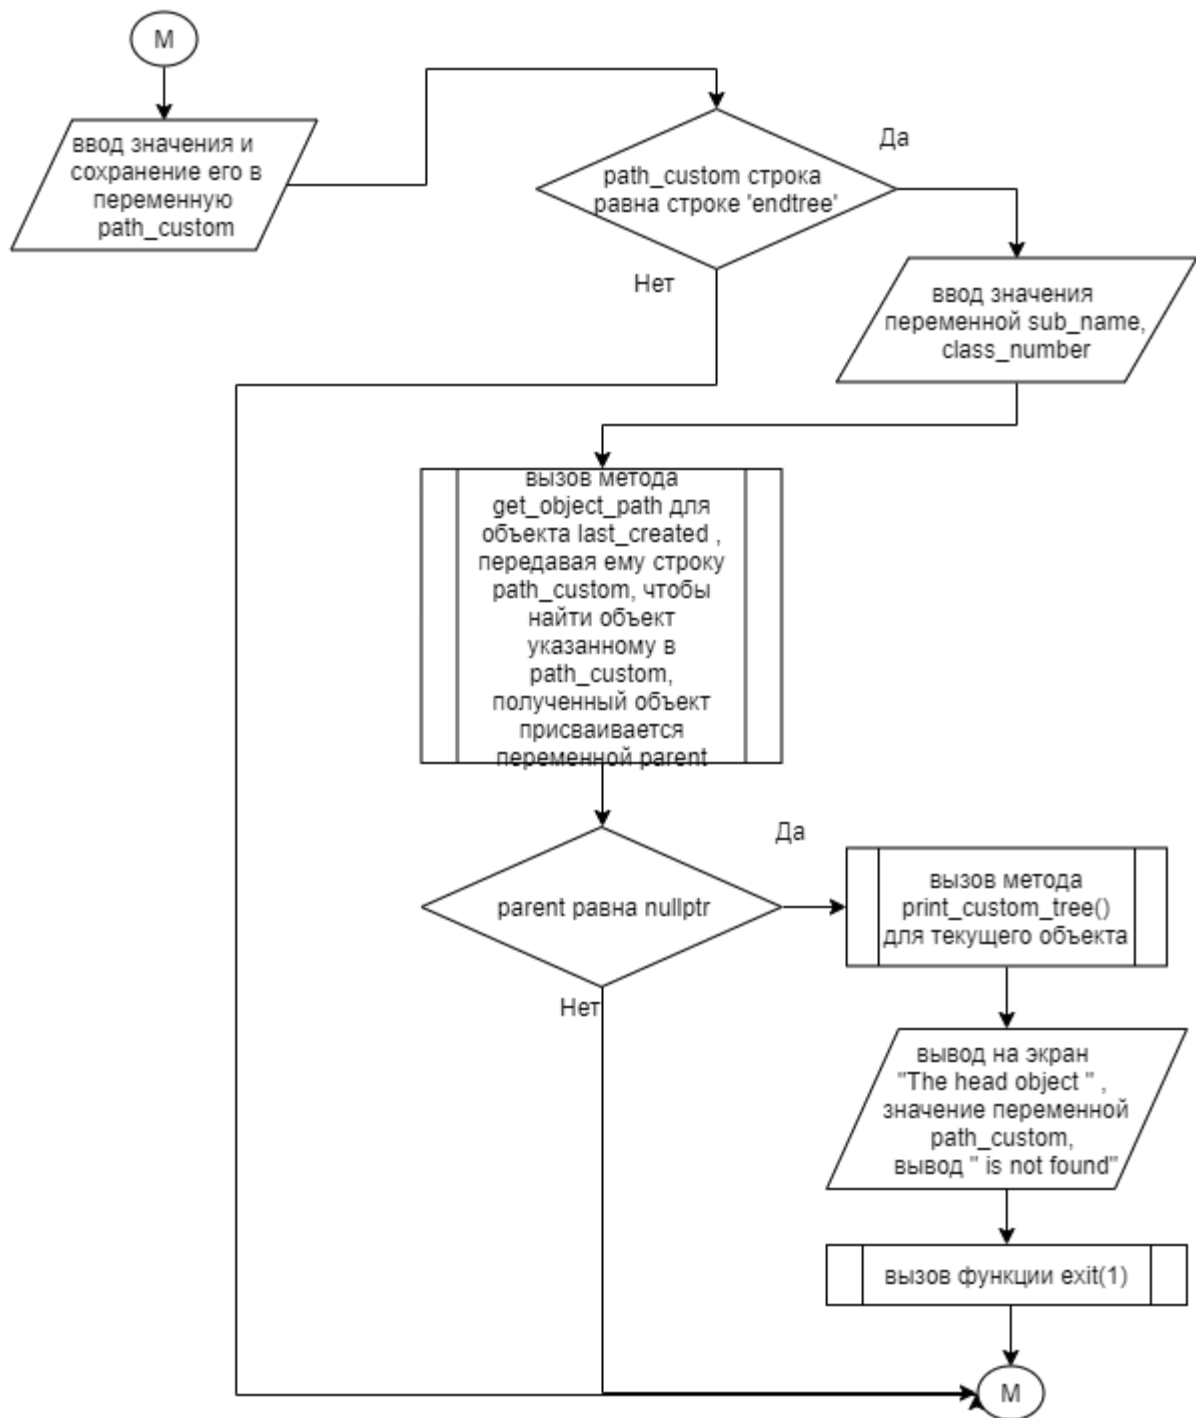 M
ввод значения и
сохранение его в
переменную
path_custom
path_custom строка
равна строке 'endtree'
Да
Нет
ввод значения
переменной sub_name,
class_number
вызов метода
get_object_path для
объекта last_created ,
передавая ему строку
path_custom, чтобы
найти объект
указанному в
path_custom,
полученный объект
присваивается
переменной parent
parent равна nullptr
Да
Нет
вызов метода
print_custom_tree()
для текущего объекта
вывод на экран
"The head object " ,
значение переменной
path_custom,
вывод " is not found"
вызов функции exit(1)
M